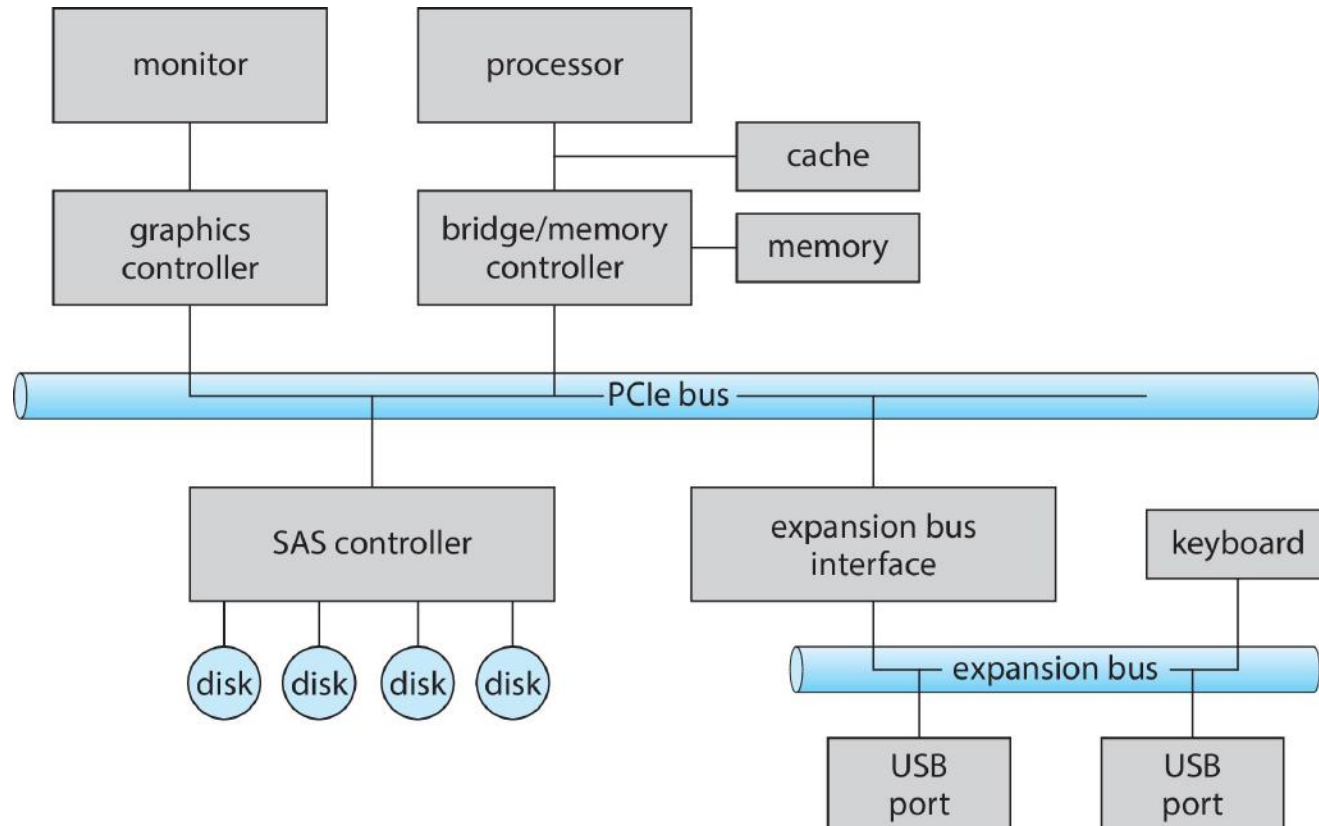 monitor
processor
cache
graphics
controller
bridge/memory
controller
memory
PCIe bus
SAS controller
expansion bus
interface
keyboard
disk
disk
disk
disk
expansion bus
USB
port
USB
port